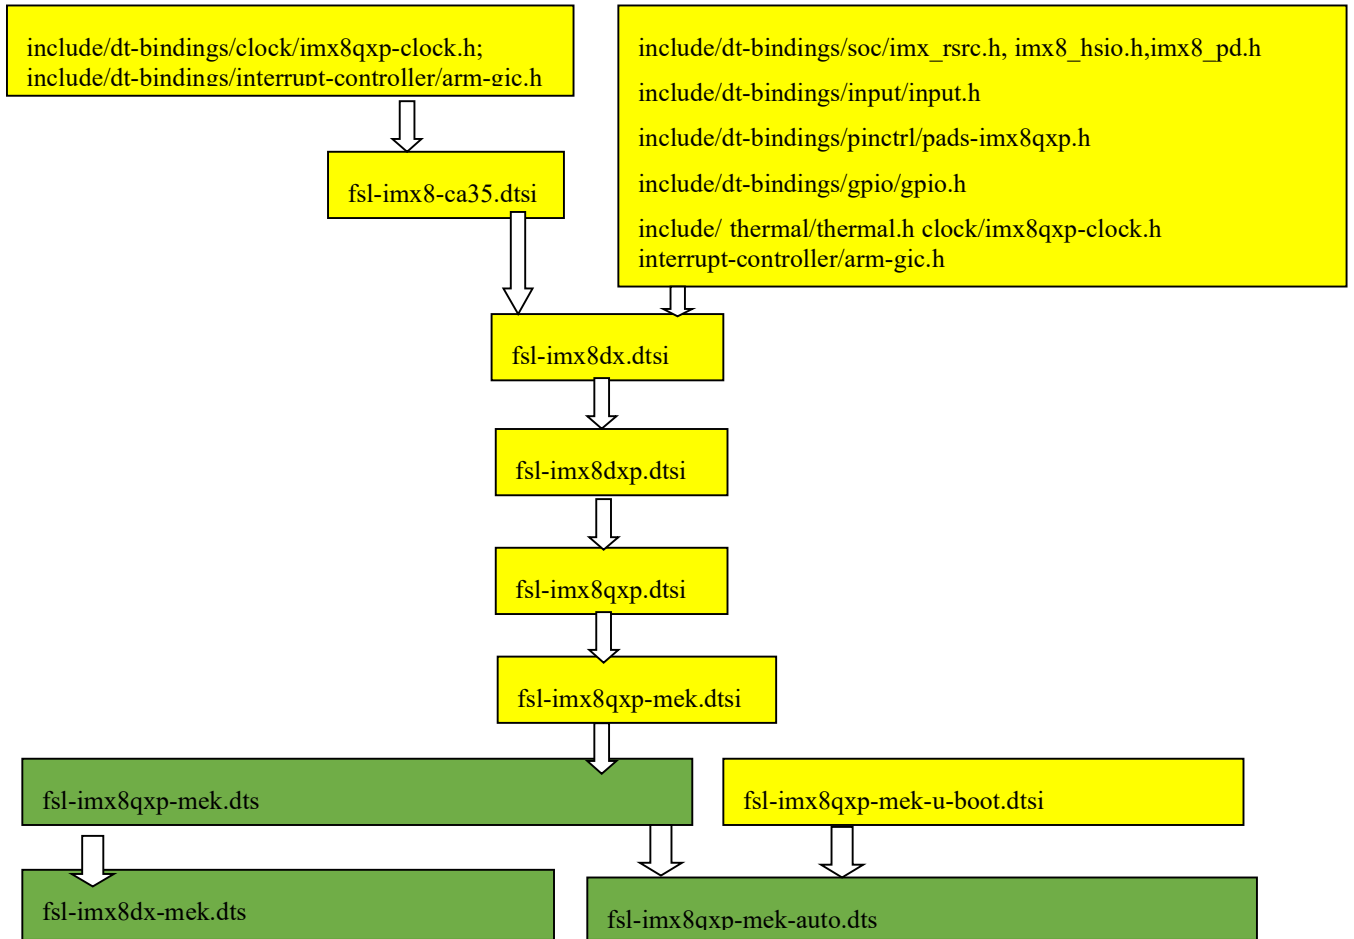 include/dt-bindings/clock/imx8qxp-clock.h;
include/dt-bindings/interrupt-controller/arm-gic.h
include/dt-bindings/soc/imx_rsrc.h, imx8_hsio.h,imx8_pd.h
include/dt-bindings/input/input.h
include/dt-bindings/pinctrl/pads-imx8qxp.h
include/dt-bindings/gpio/gpio.h
include/ thermal/thermal.h clock/imx8qxp-clock.h
interrupt-controller/arm-gic.h
fsl-imx8-ca35.dtsi
fsl-imx8dx.dtsi
fsl-imx8dxp.dtsi
fsl-imx8qxp.dtsi
fsl-imx8qxp-mek.dtsi
fsl-imx8qxp-mek.dts
fsl-imx8qxp-mek-u-boot.dtsi
fsl-imx8dx-mek.dts
fsl-imx8qxp-mek-auto.dts